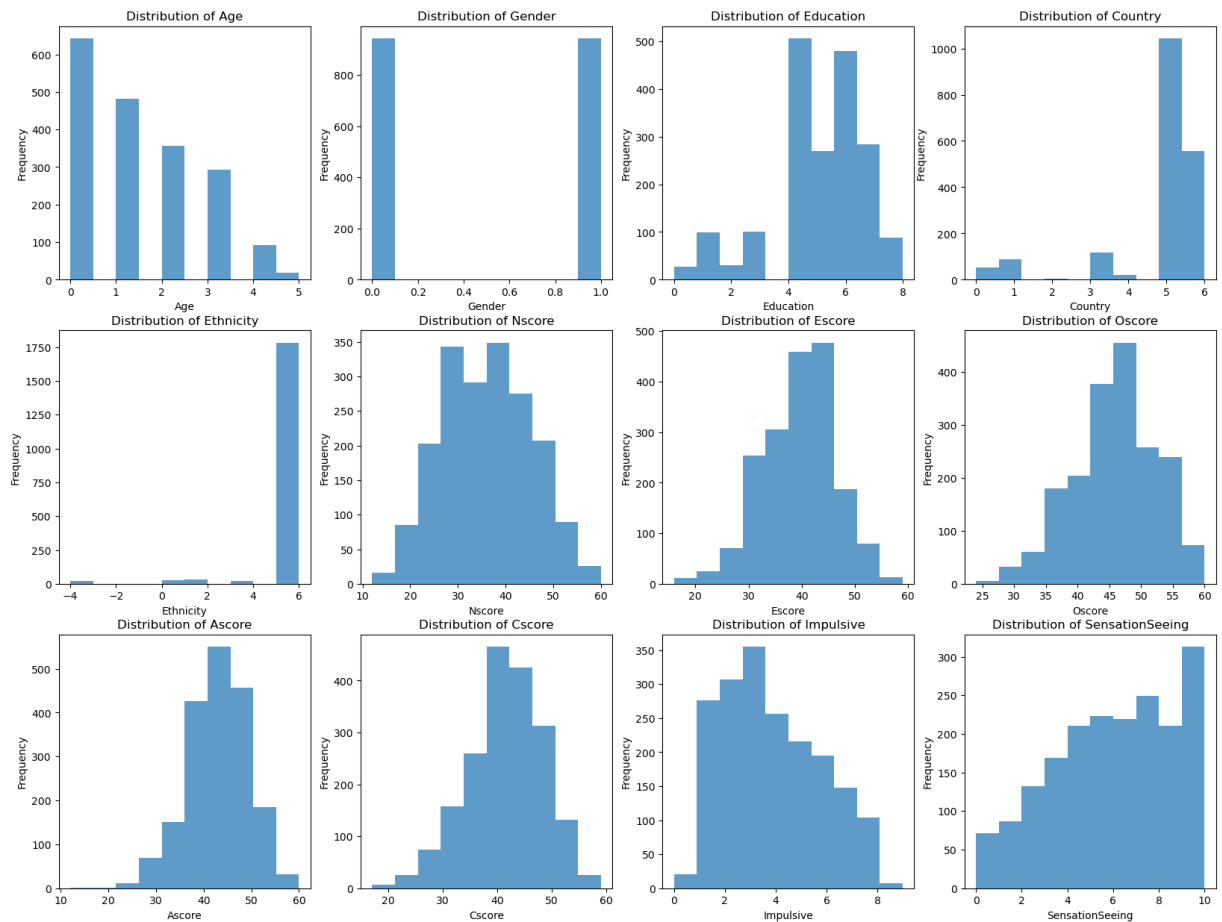 Distribution of Age
Distribution of Gender
Distribution of Education
Distribution of Country
Frequency
600
500
400
300
200
100
0
0 1 2 3 4 5
Age
Frequency
800
600
400
200
0
0.0 0.2 0.4 0.6 0.8 1.0
Gender
Frequency
500
400
300
200
100
0
0 2 4 6 8
Education
Frequency
1000
800
600
400
200
0
0 1 2 3 4 5 6
Country
Distribution of Ethnicity
Distribution of Nscore
Distribution of Escore
Distribution of Oscore
Frequency
1750
1500
1250
1000
750
500
250
0
−4 −2 0 2 4 6
Ethnicity
Frequency
350
300
250
200
150
100
50
0
10 20 30 40 50 60
Nscore
Frequency
500
400
300
200
100
0
20 30 40 50 60
Escore
Frequency
400
300
200
100
0
25 30 35 40 45 50 55 60
Oscore
Distribution of Ascore
Distribution of Cscore
Distribution of Impulsive
Distribution of SensationSeeing
Frequency
500
400
300
200
100
0
10 20 30 40 50 60
Ascore
Frequency
400
300
200
100
0
20 30 40 50 60
Cscore
Frequency
350
300
250
200
150
100
50
0
0 2 4 6 8
Impulsive
Frequency
300
250
200
150
100
50
0
0 2 4 6 8 10
SensationSeeing